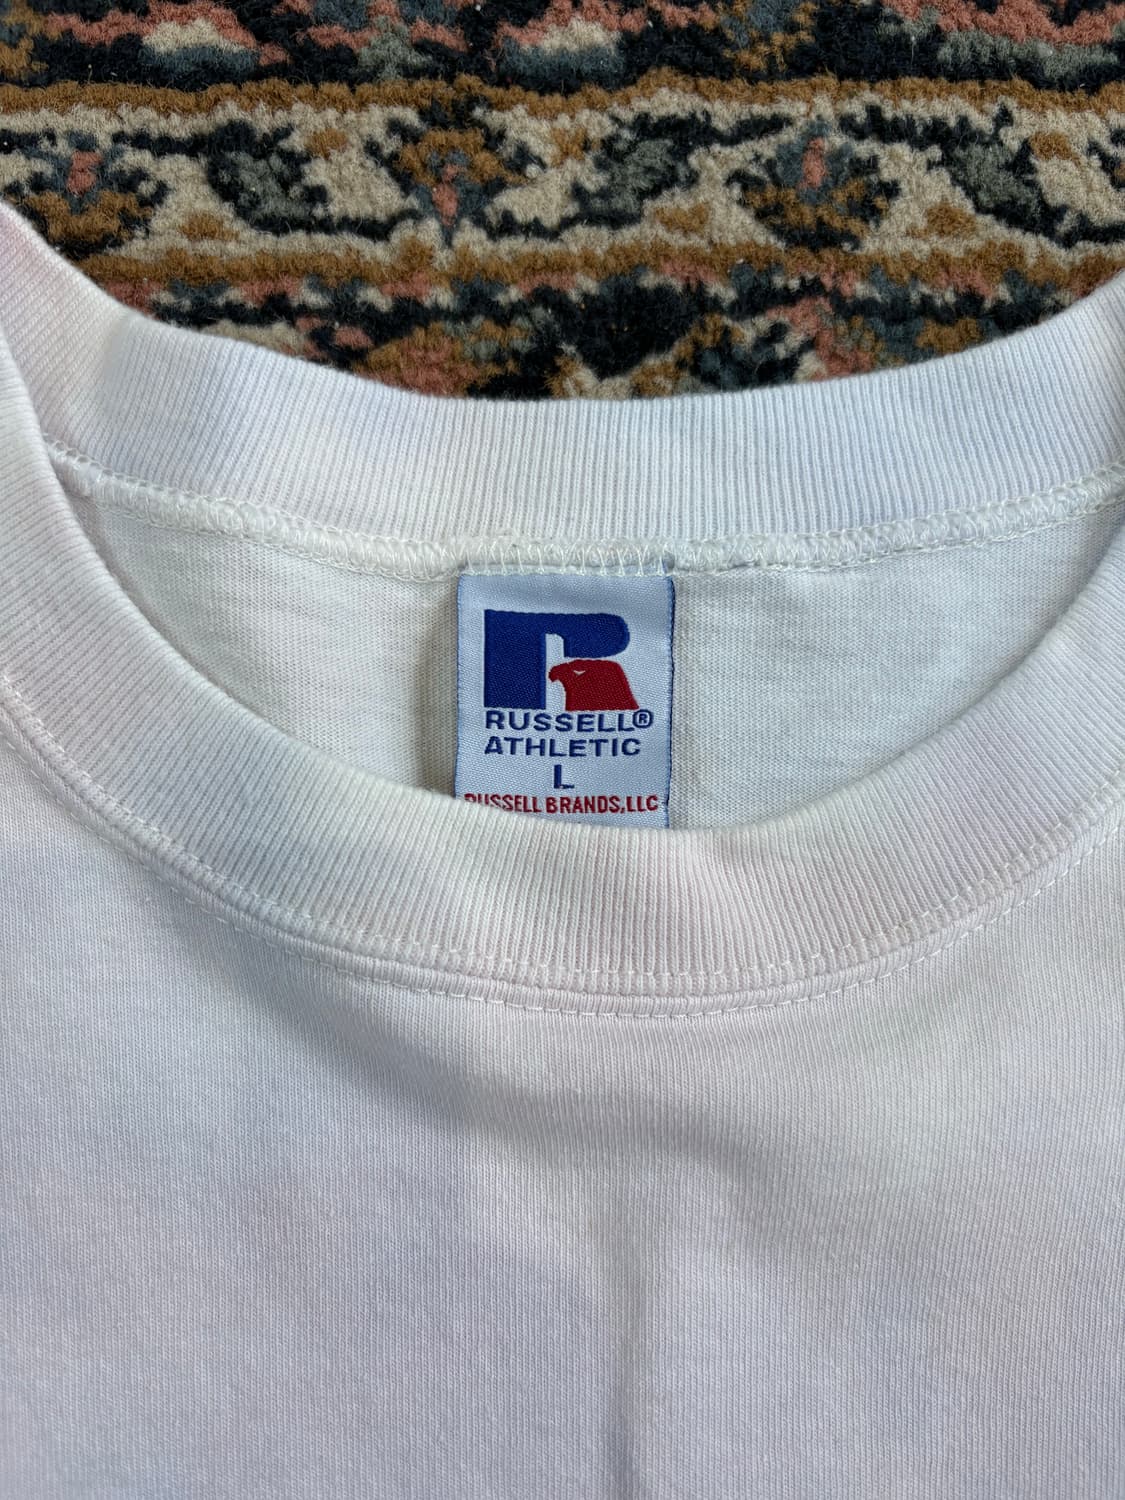 RUSSELL®
ATHLETIC
L
RUSSELL BRANDS, LLC